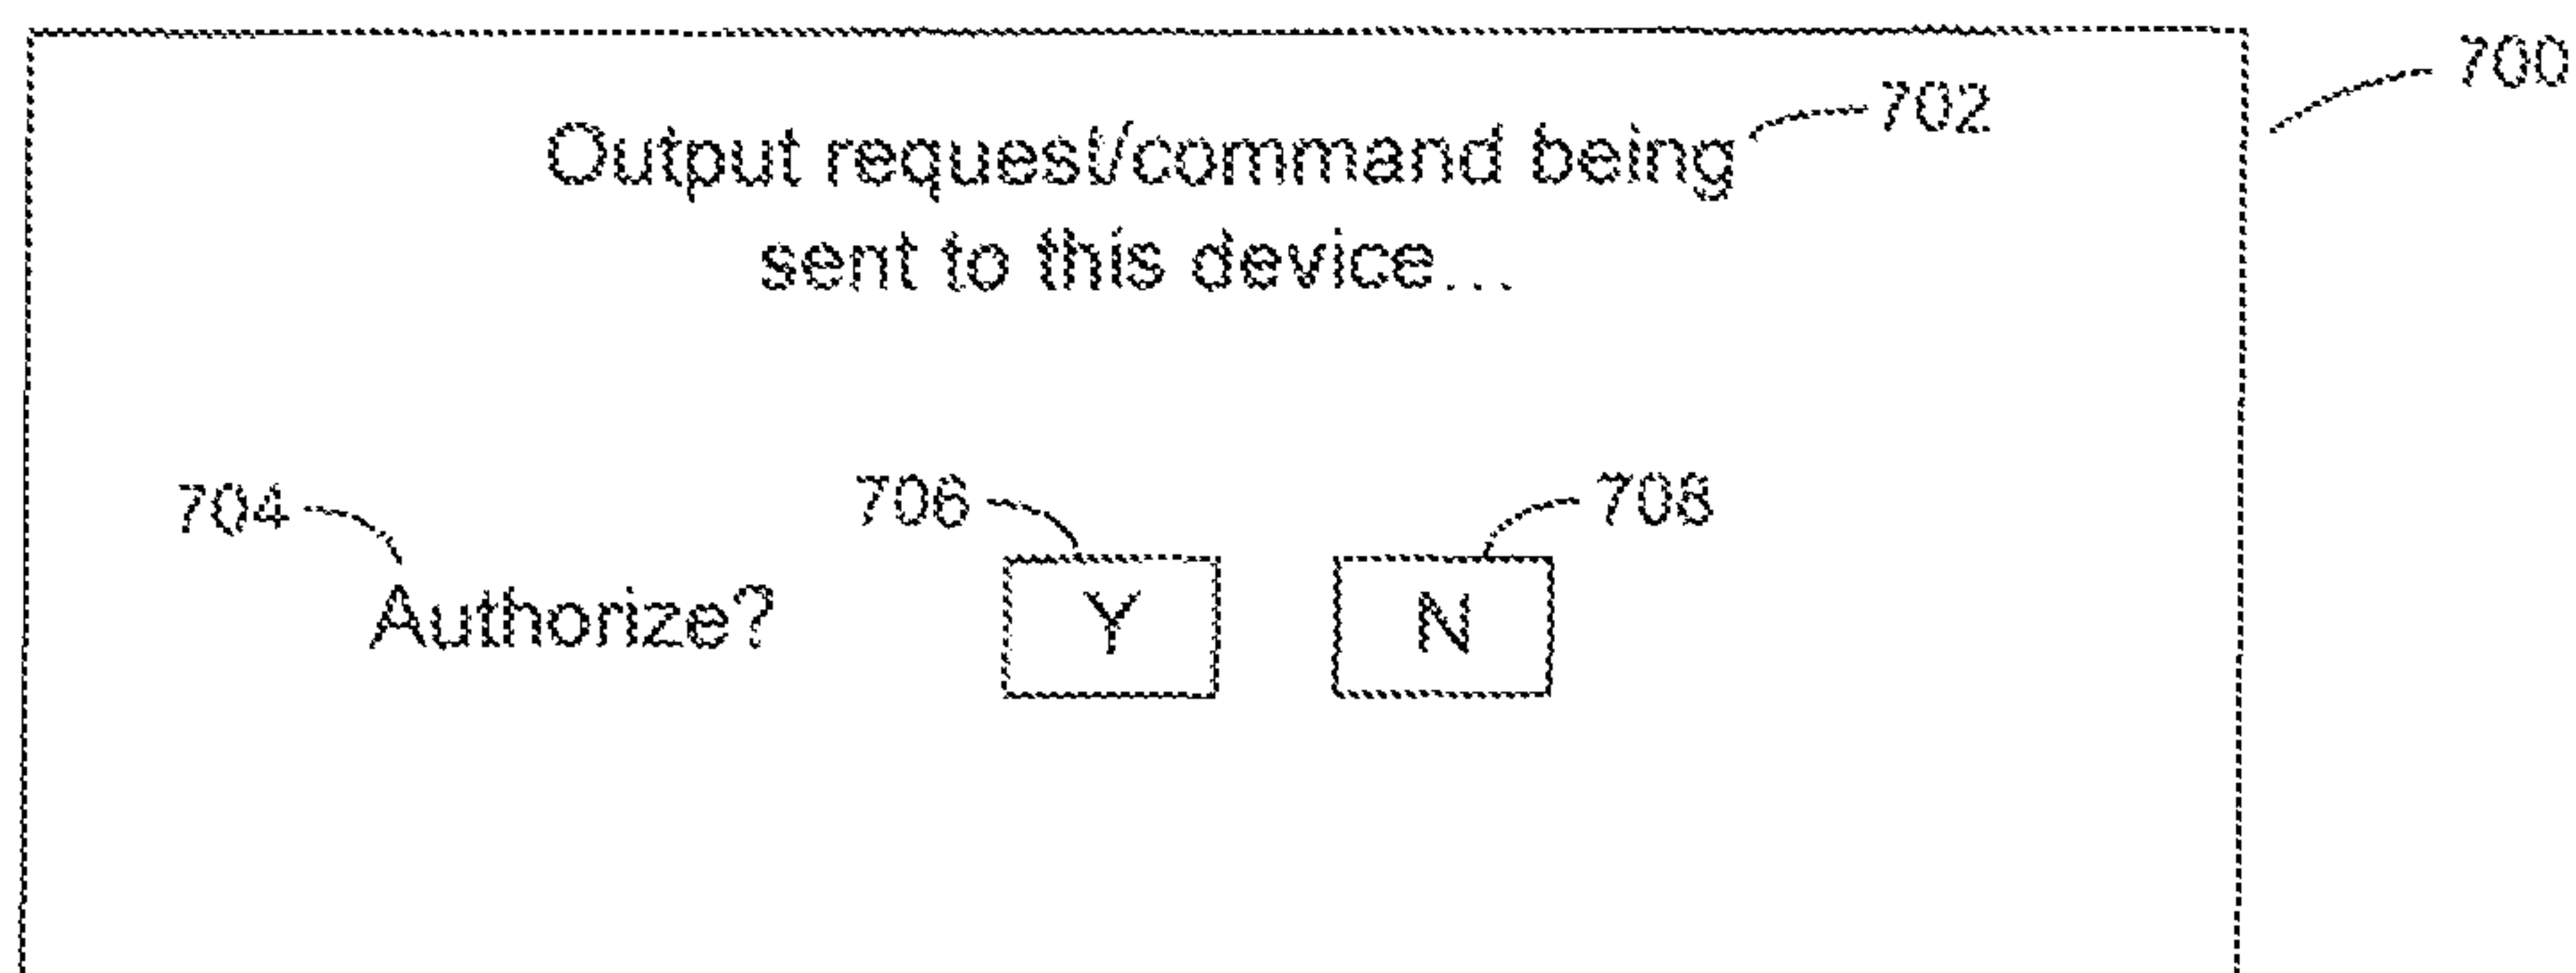 700
Output request/command being 702
sent to this device...
704 706 708
Authorize? Y N